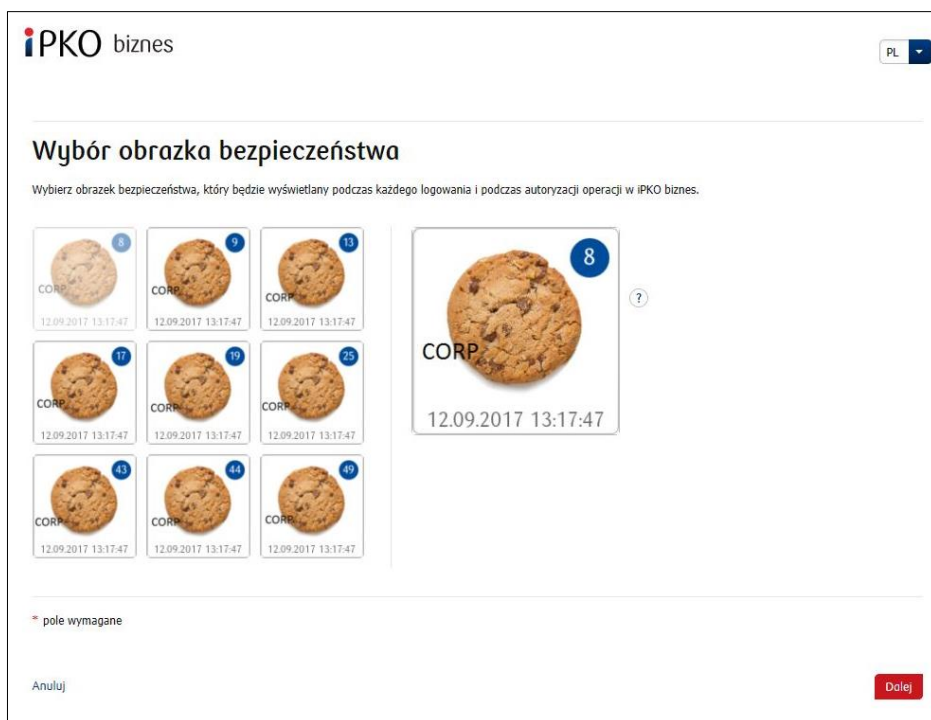 iPKO biznes
PL
Wybór obrazka bezpieczeństwa
Wybierz obrazek bezpieczeństwa, który będzie wyświetlany podczas każdego logowania i podczas autoryzacji operacji w iPKO biznes.
8
CORP
12.09.2017 13:17:47
9
CORP
12.09.2017 13:17:47
13
CORP
12.09.2017 13:17:47
17
CORP
12.09.2017 13:17:47
19
CORP
12.09.2017 13:17:47
25
CORP
12.09.2017 13:17:47
43
CORP
12.09.2017 13:17:47
44
CORP
12.09.2017 13:17:47
49
CORP
12.09.2017 13:17:47
8
?
CORP
12.09.2017 13:17:47
* pole wymagane
Anuluj
Dalej